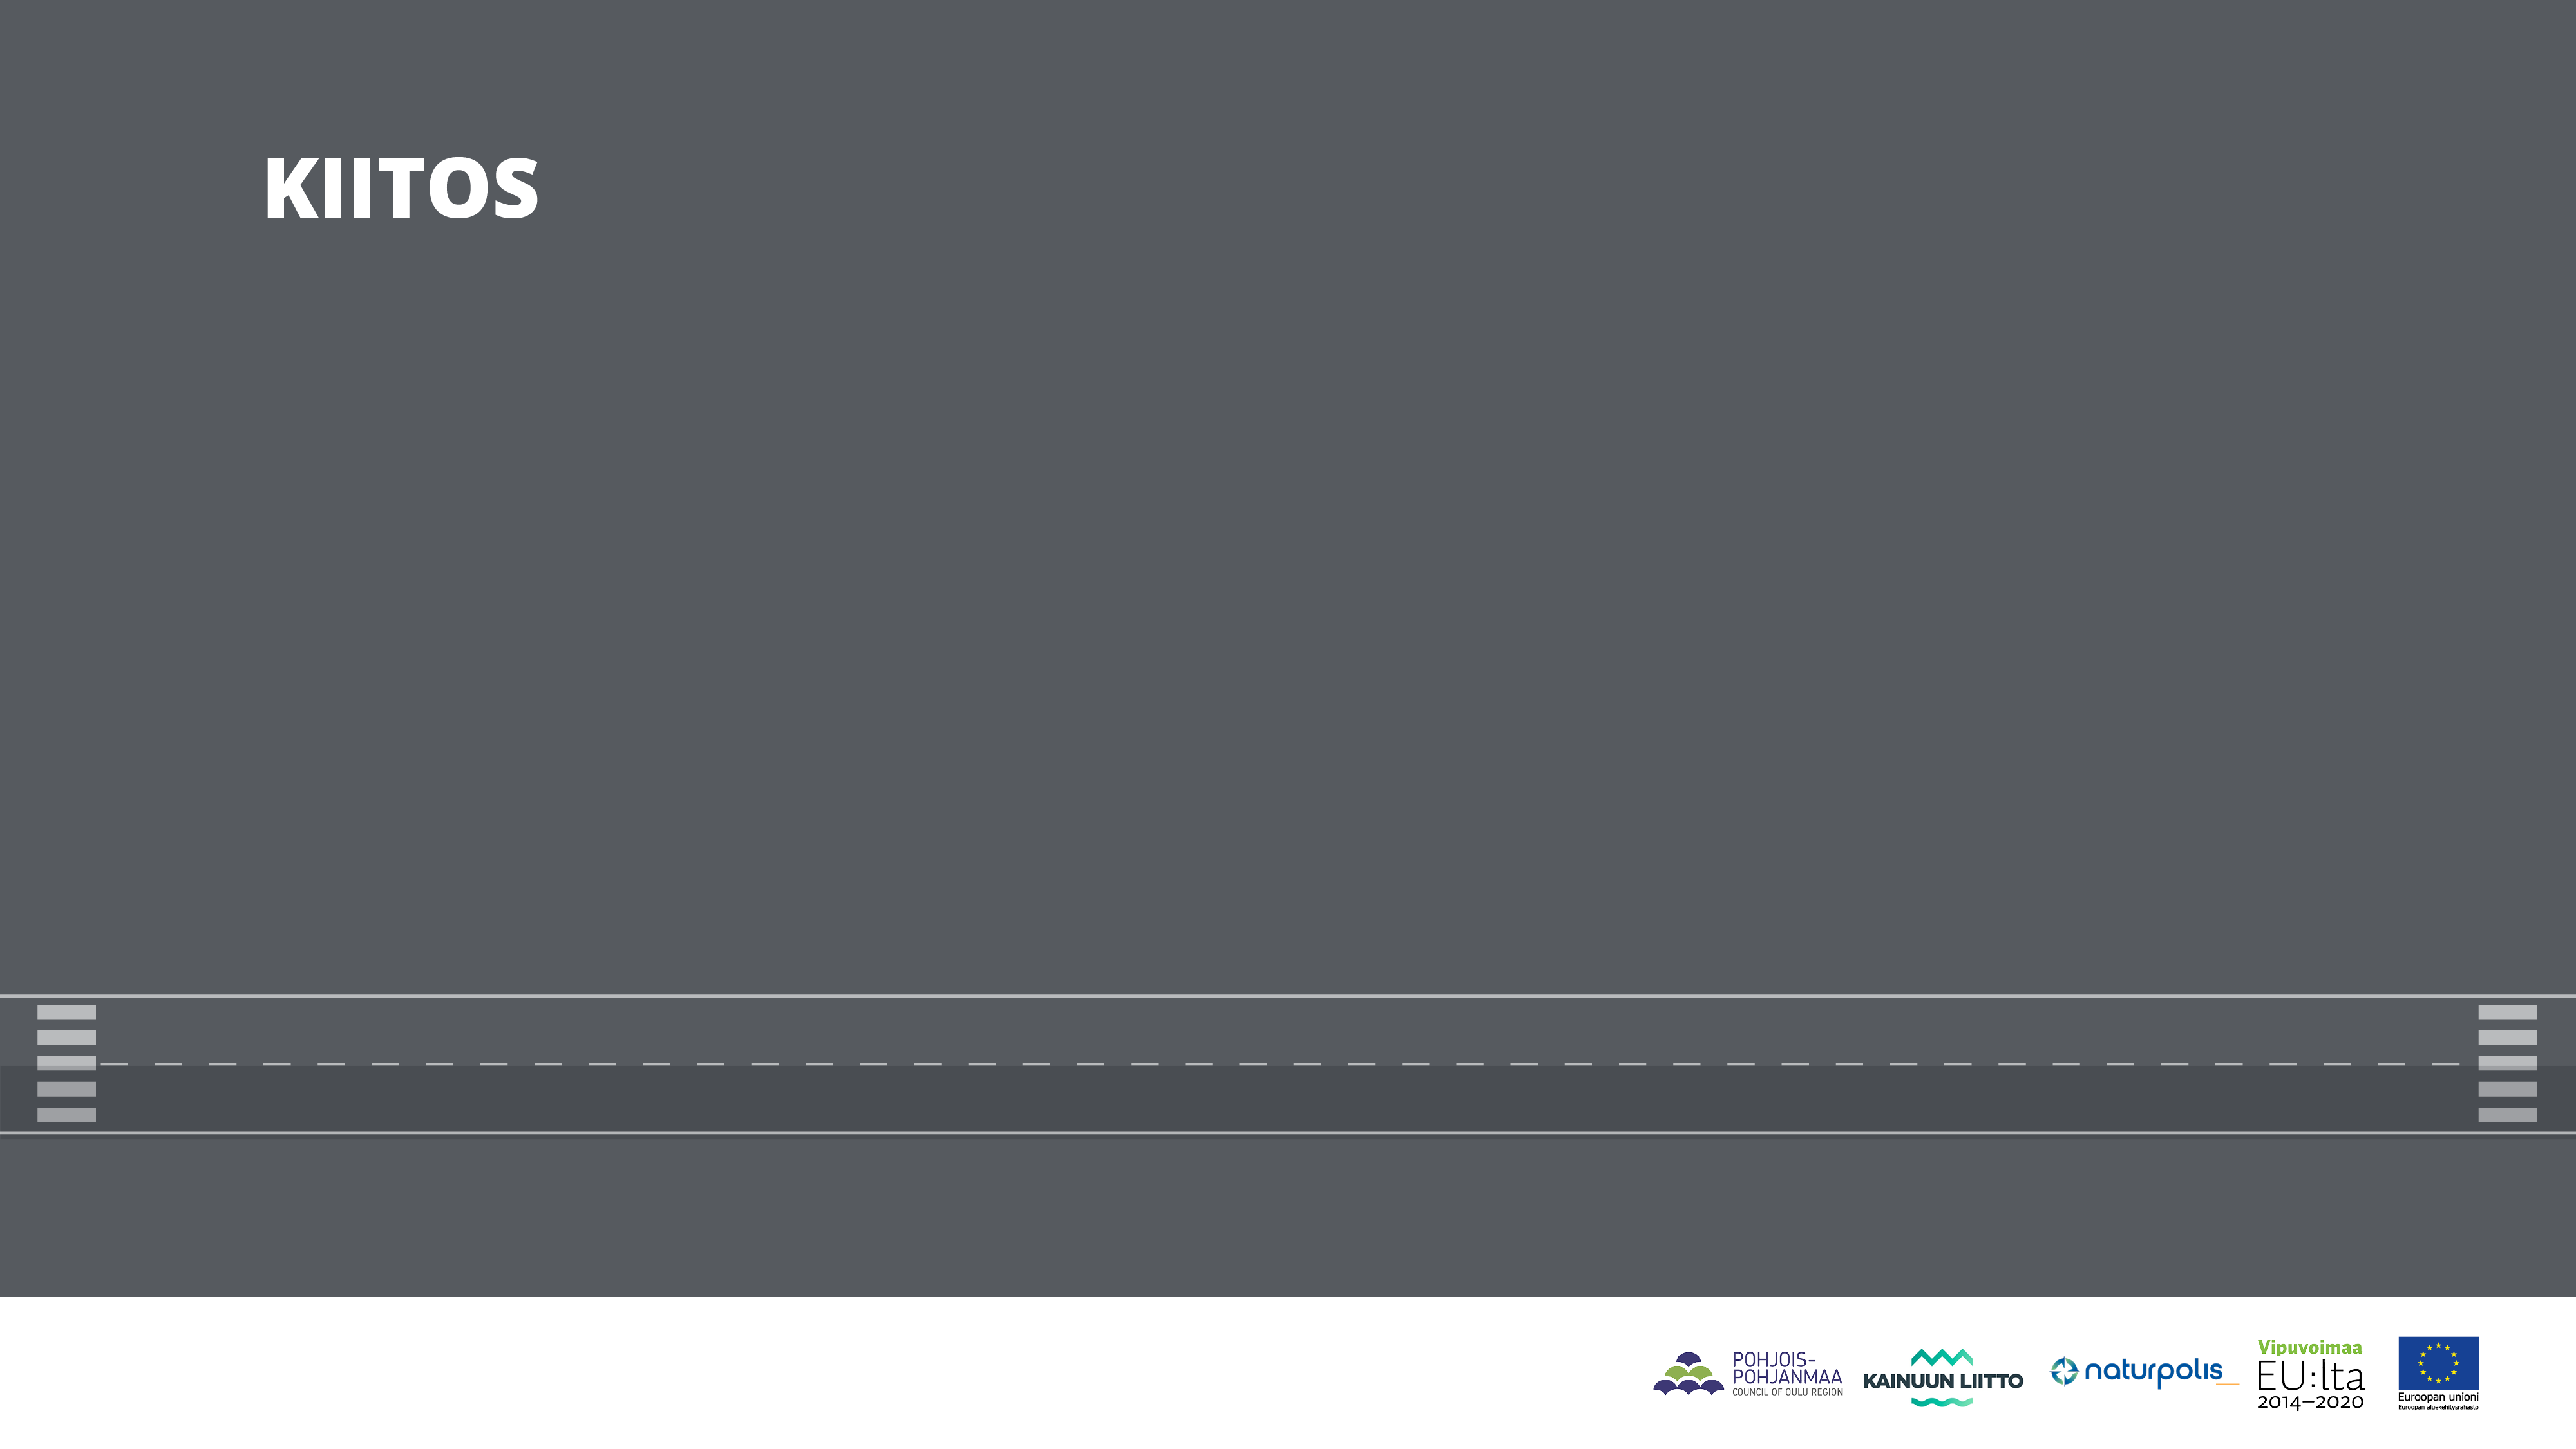 KIITOS
POHJOIS-
POHJANMAA
COUNCIL OF OULU REGION
KAINUUN LIITTO
naturpolis
Vipuvoimaa
EU:lta
2014–2020
Euroopan unioni
Euroopan aluekehitysrahasto